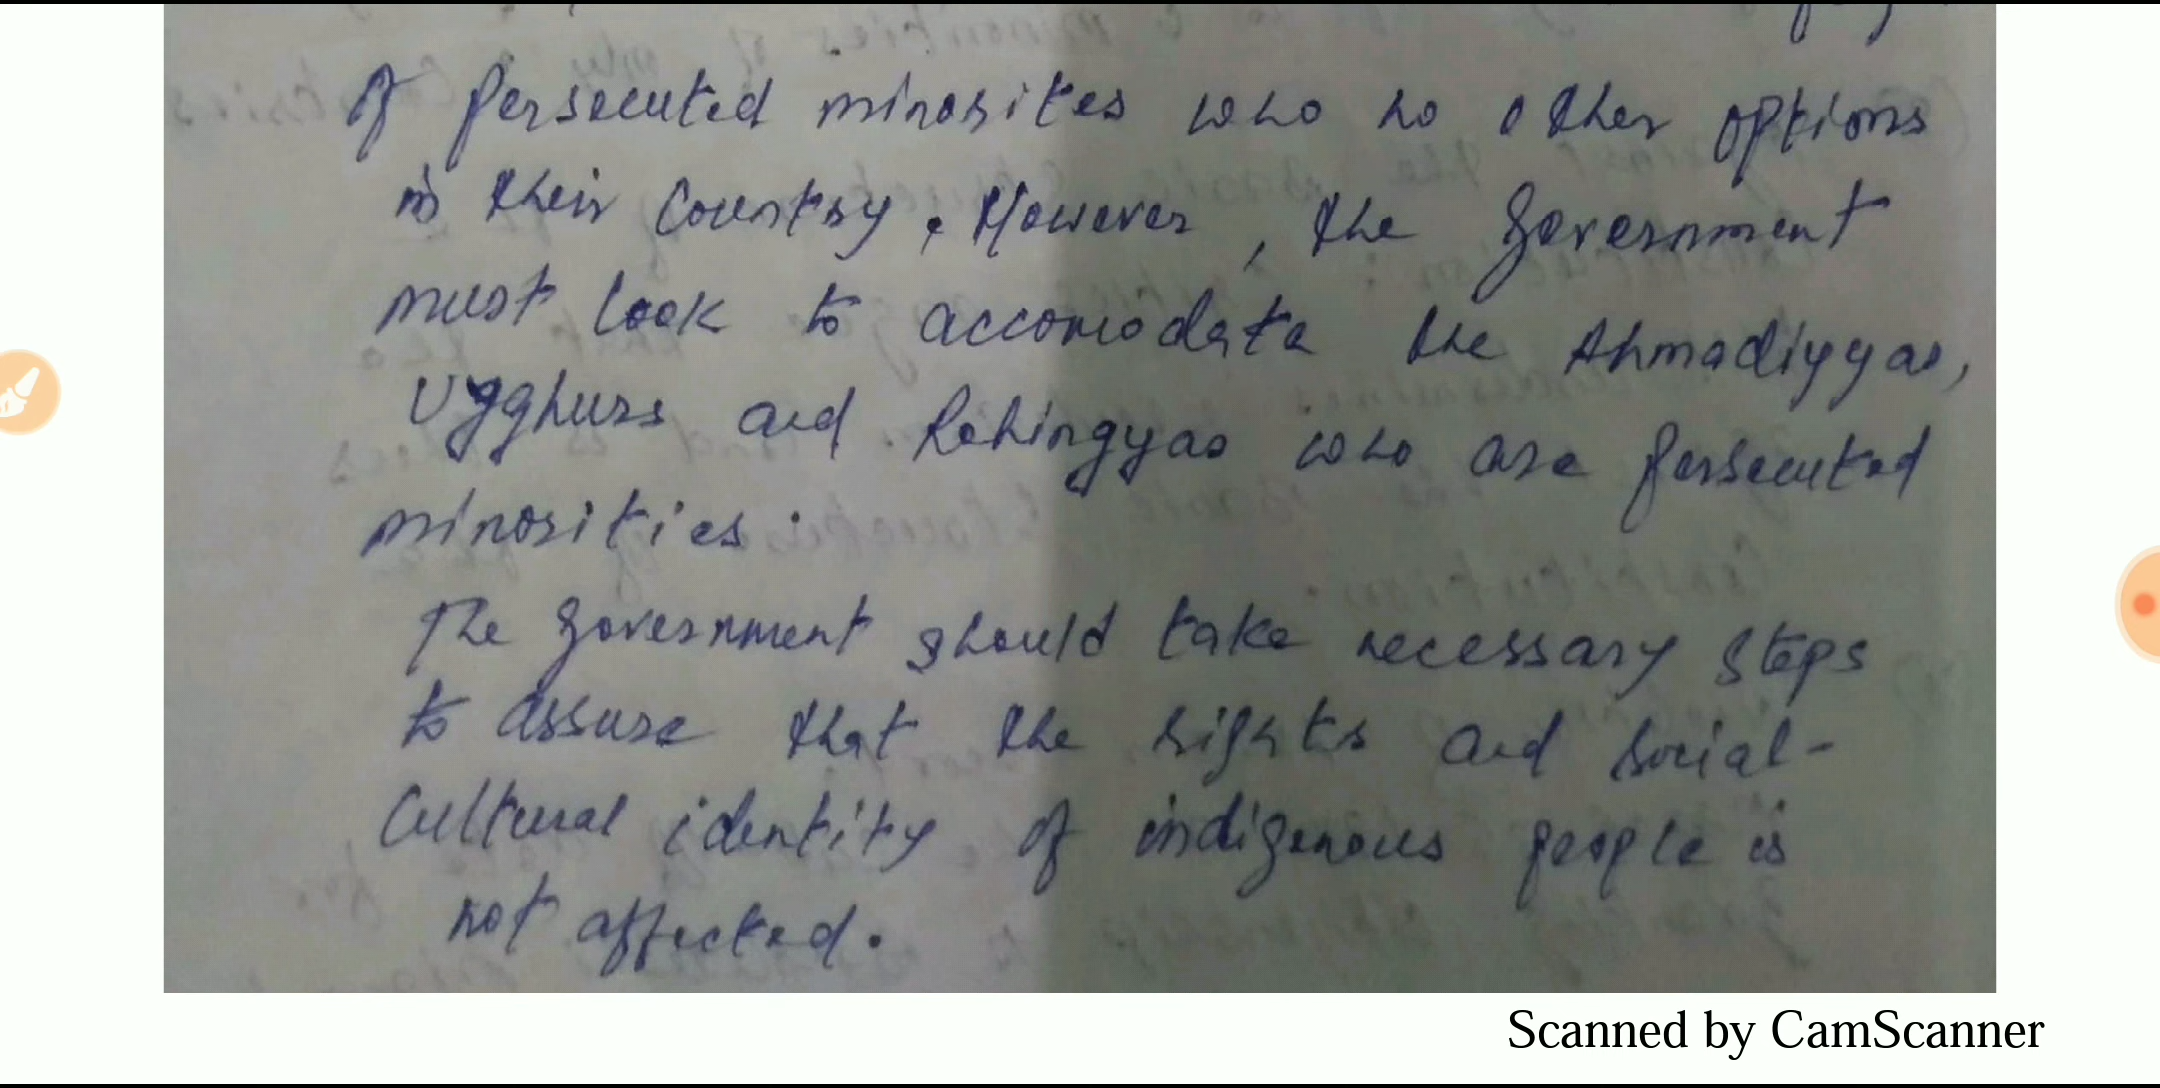 of persecuted minorites who no other options
in their country. However, the government
must look to accomodate the Ahmadiyyas,
Uyghurs and Rohingyas who are persecuted
minorities.
The government should take necessary steps
to assure that the rights and social-
cultural identity of indigenous people is
not affected.
Scanned by CamScanner